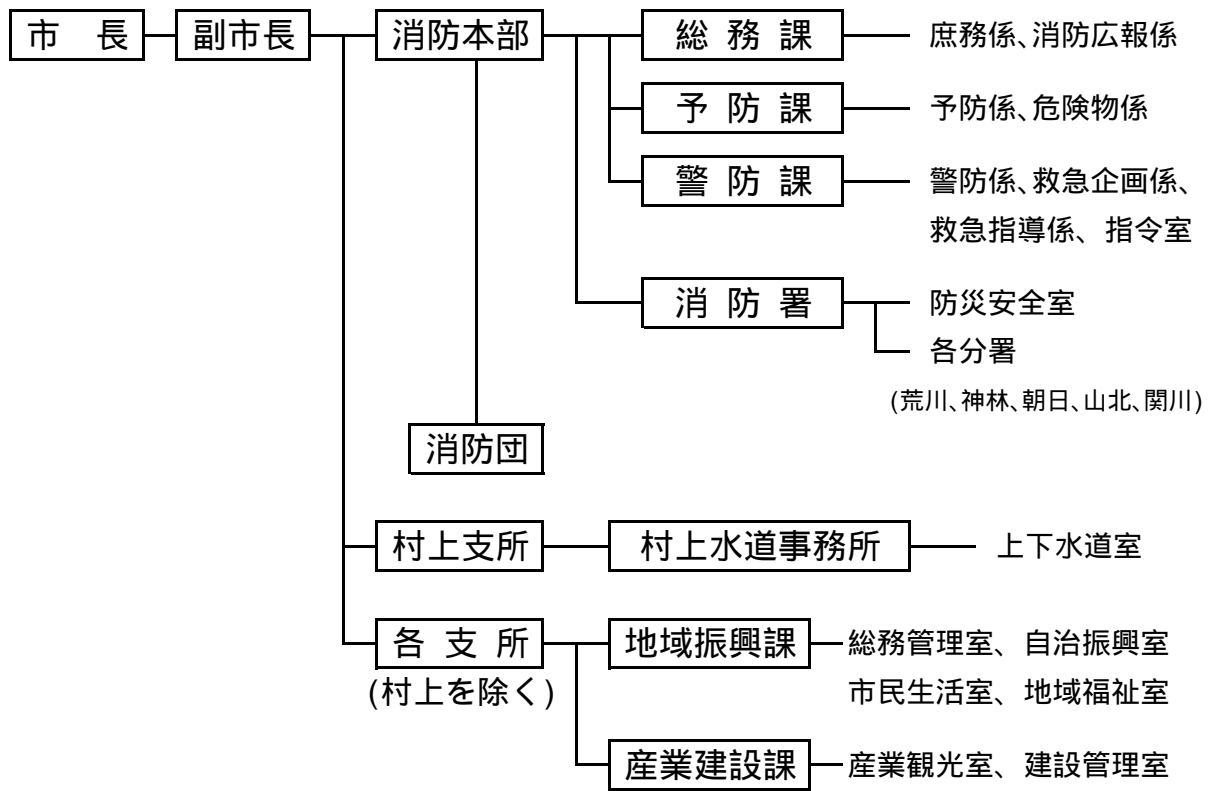 市　長 副市長 消防本部 総務課 庶務係、消防広報係
予防課 予防係、危険物係
警防課 警防係、救急企画係、
救急指導係、指令室
消防署 防災安全室
各分署
(荒川、神林、朝日、山北、関川)
消防団
村上支所 村上水道事務所 上下水道室
各支所 地域振興課 総務管理室、自治振興室
(村上を除く) 市民生活室、地域福祉室
産業建設課 産業観光室、建設管理室